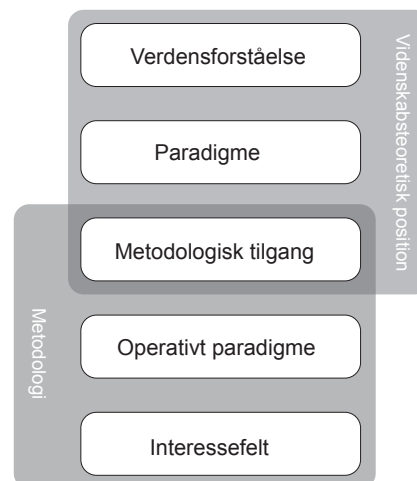 Verdensforståelse
Videnskabsteoretisk position
Paradigme
Metodologisk tilgang
Metodologi
Operativt paradigme
Interessefelt